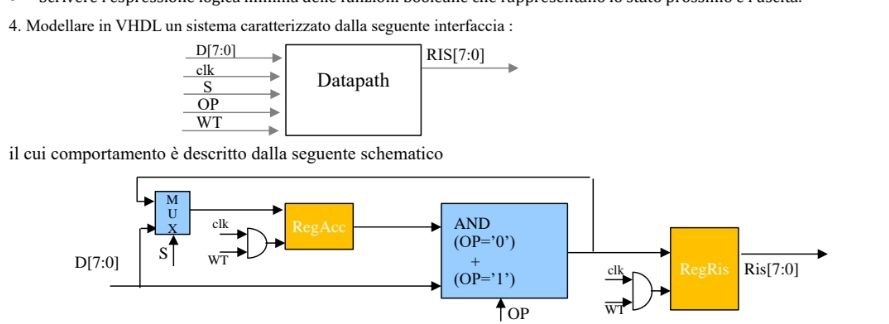 4. Modellare in VHDL un sistema caratterizzato dalla seguente interfaccia :
D[7:0]
clk
S
OP
WT
Datapath
RIS[7:0]
il cui comportamento è descritto dalla seguente schematico
M
U
X
S
D[7:0]
clk
WT
RegAcc
AND
(OP='0')
+
(OP='1')
OP
clk
WT
RegRis
Ris[7:0]